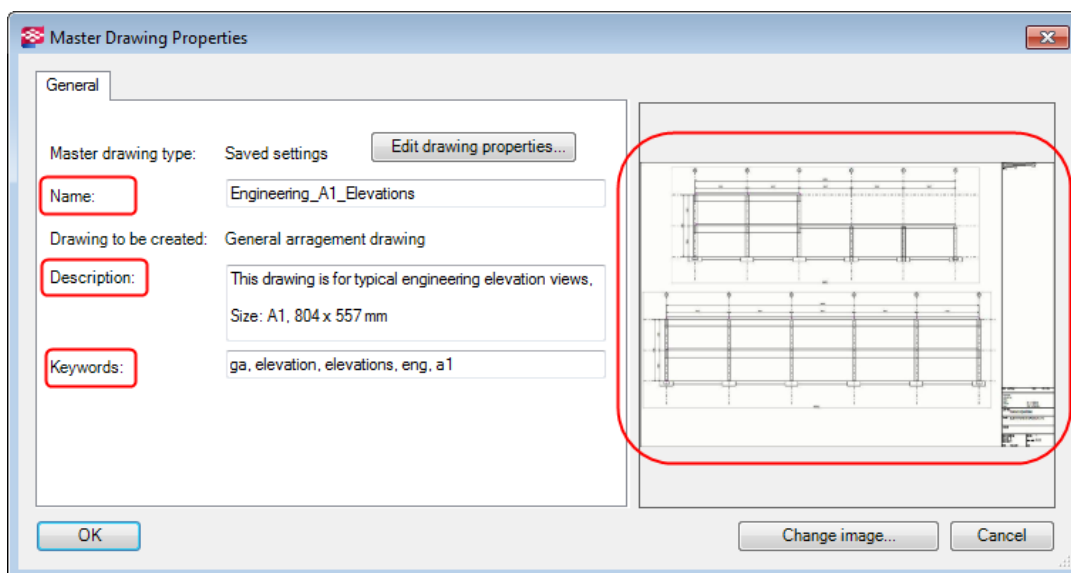 Master Drawing Properties
General
Master drawing type: Saved settings Edit drawing properties...
Name: Engineering_A1_Elevations
Drawing to be created: General arragement drawing
Description: This drawing is for typical engineering elevation views,
Size: A1, 804 x 557 mm
Keywords: ga, elevation, elevations, eng, a1
OK Change image... Cancel